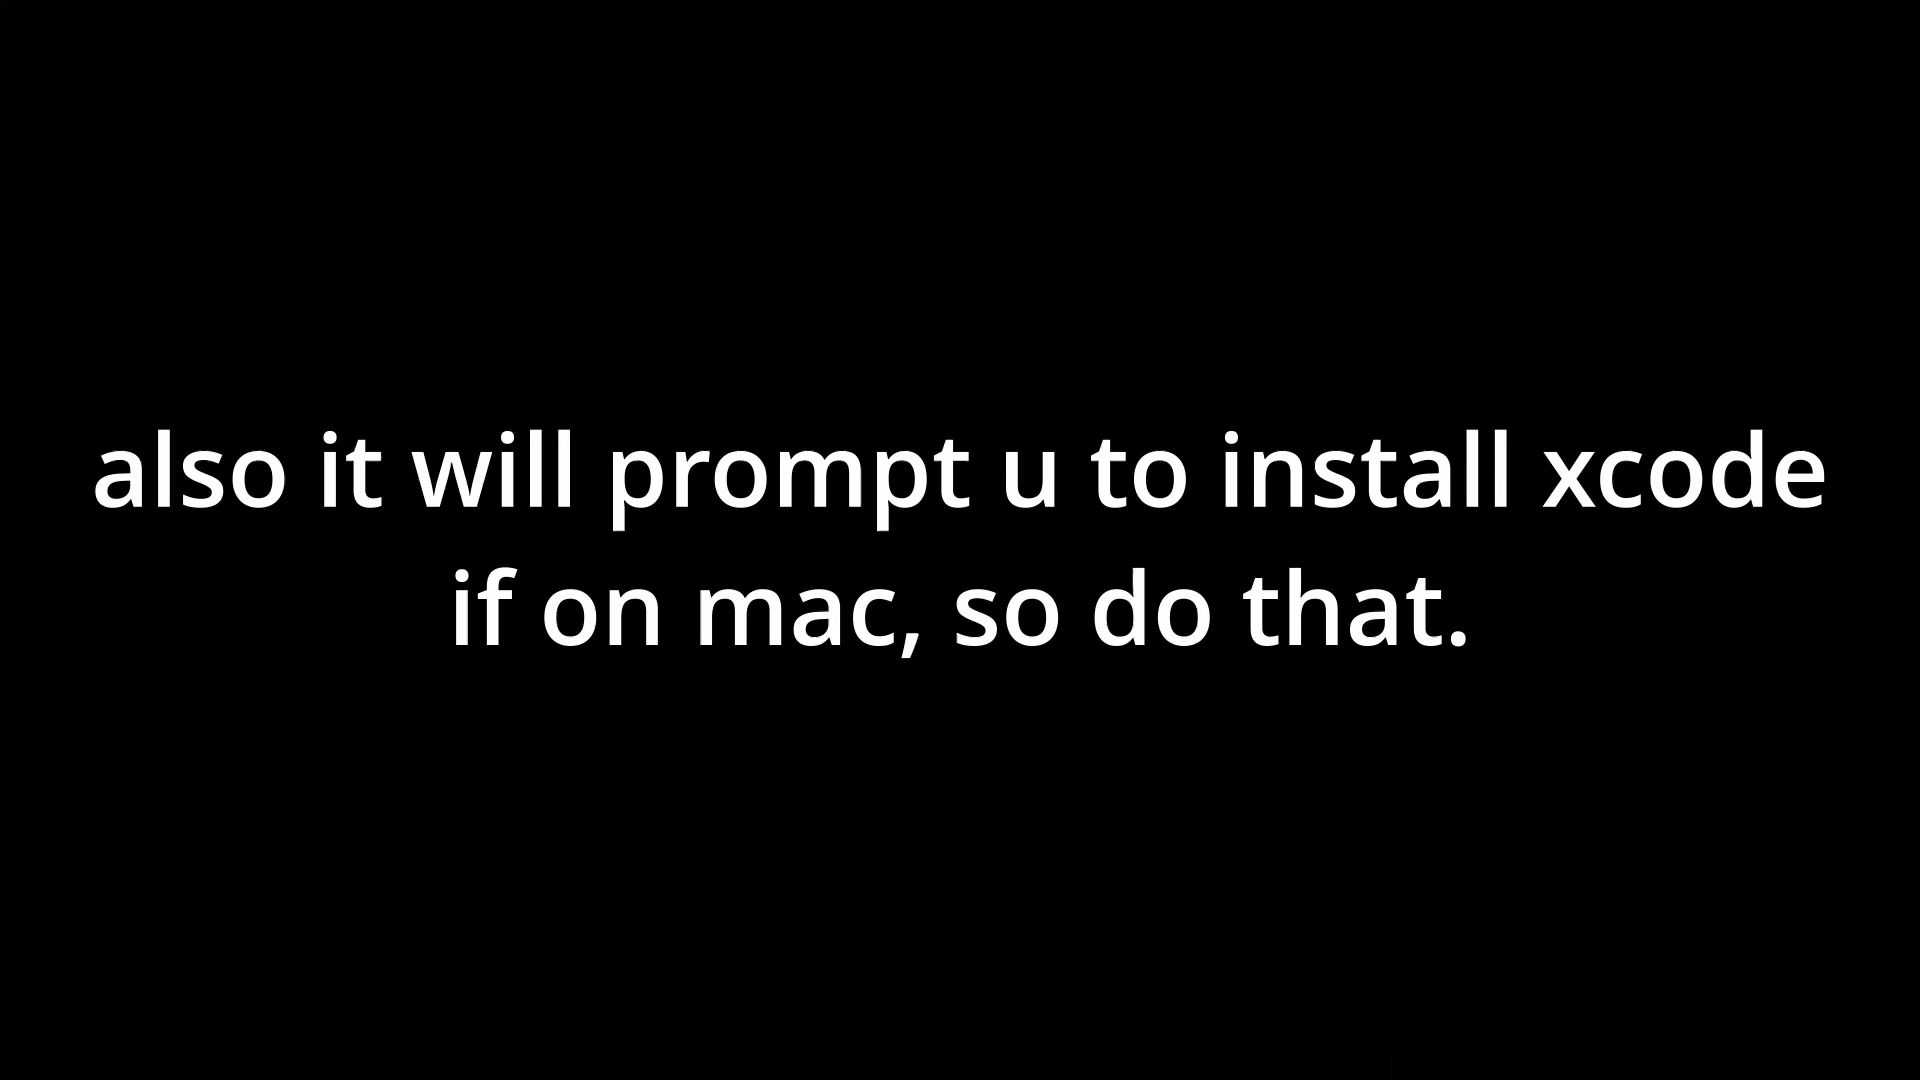 also it will prompt u to install xcode
if on mac, so do that.